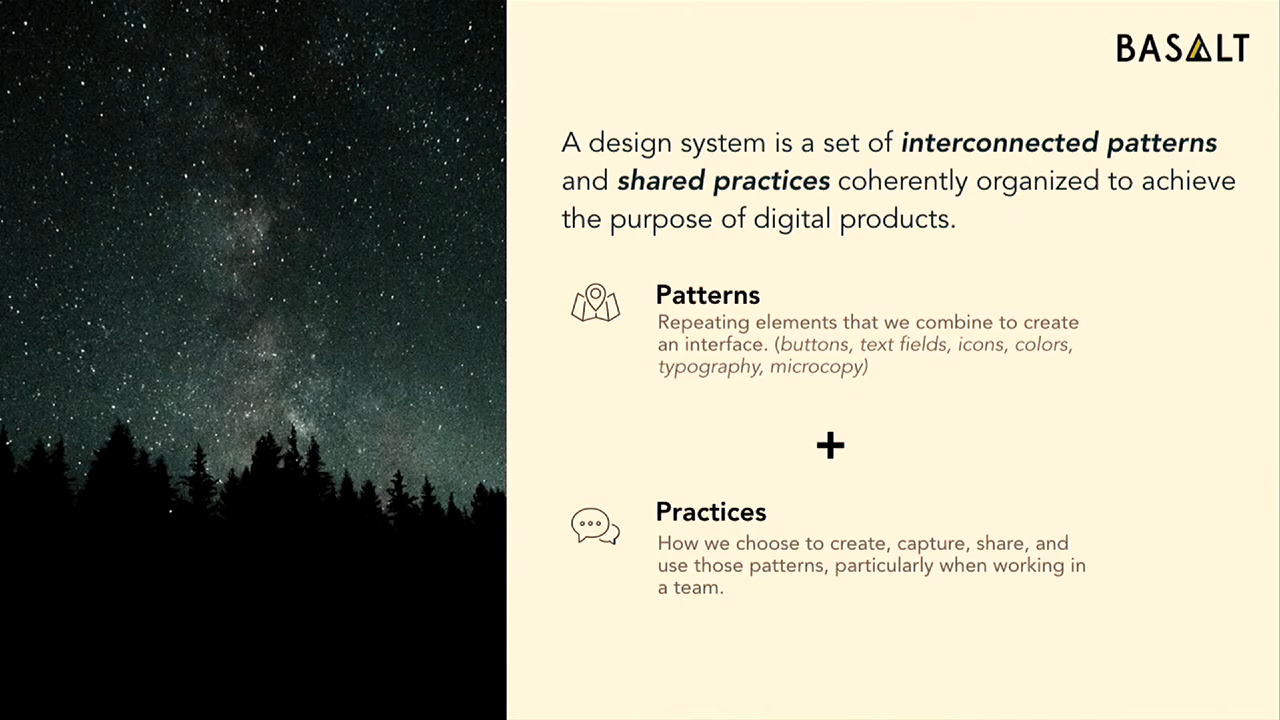 BASALT
A design system is a set of interconnected patterns
and shared practices coherently organized to achieve
the purpose of digital products.
Patterns
Repeating elements that we combine to create
an interface. (buttons, text fields, icons, colors,
typography, microcopy)
+
Practices
How we choose to create, capture, share, and
use those patterns, particularly when working in
a team.